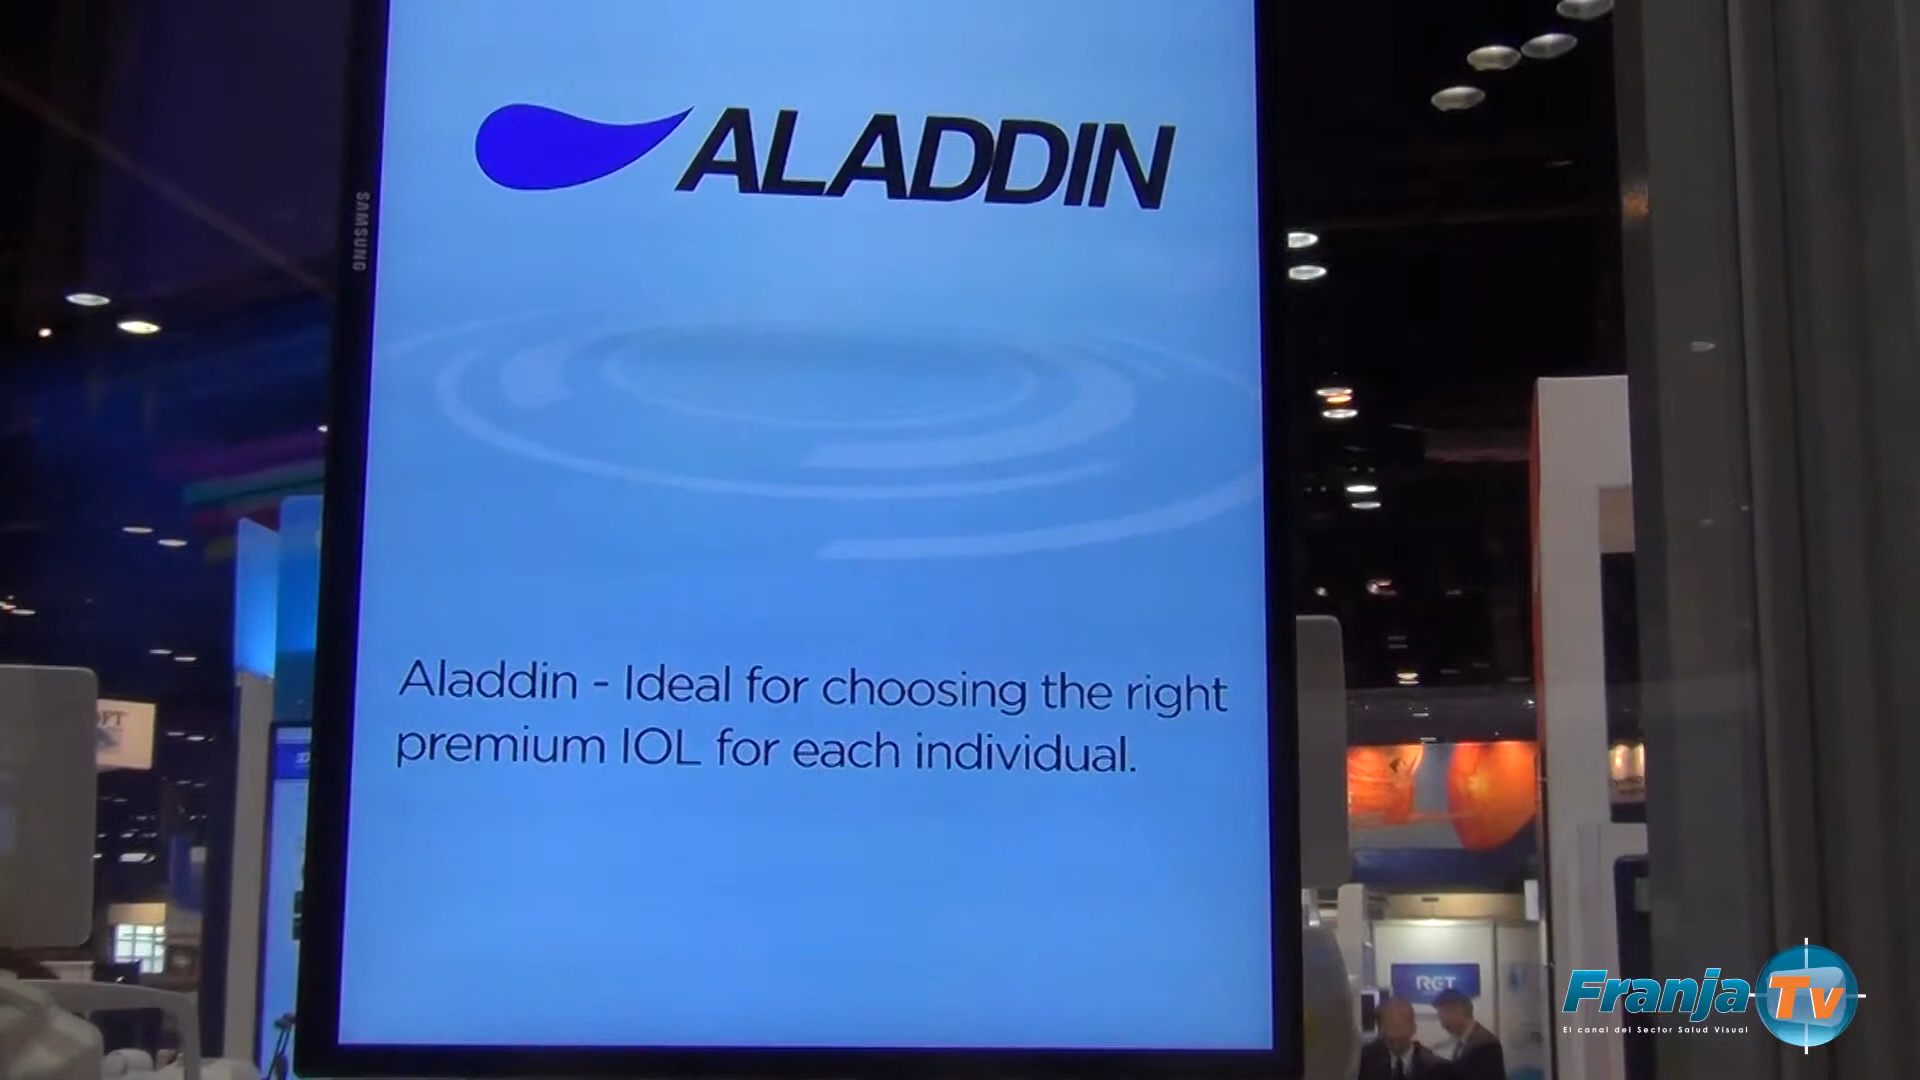 ALADDIN
SAMSUNG
Aladdin - Ideal for choosing the right
premium IOL for each individual.
RGT
Franja Tv
El canal del Sector Salud Visual